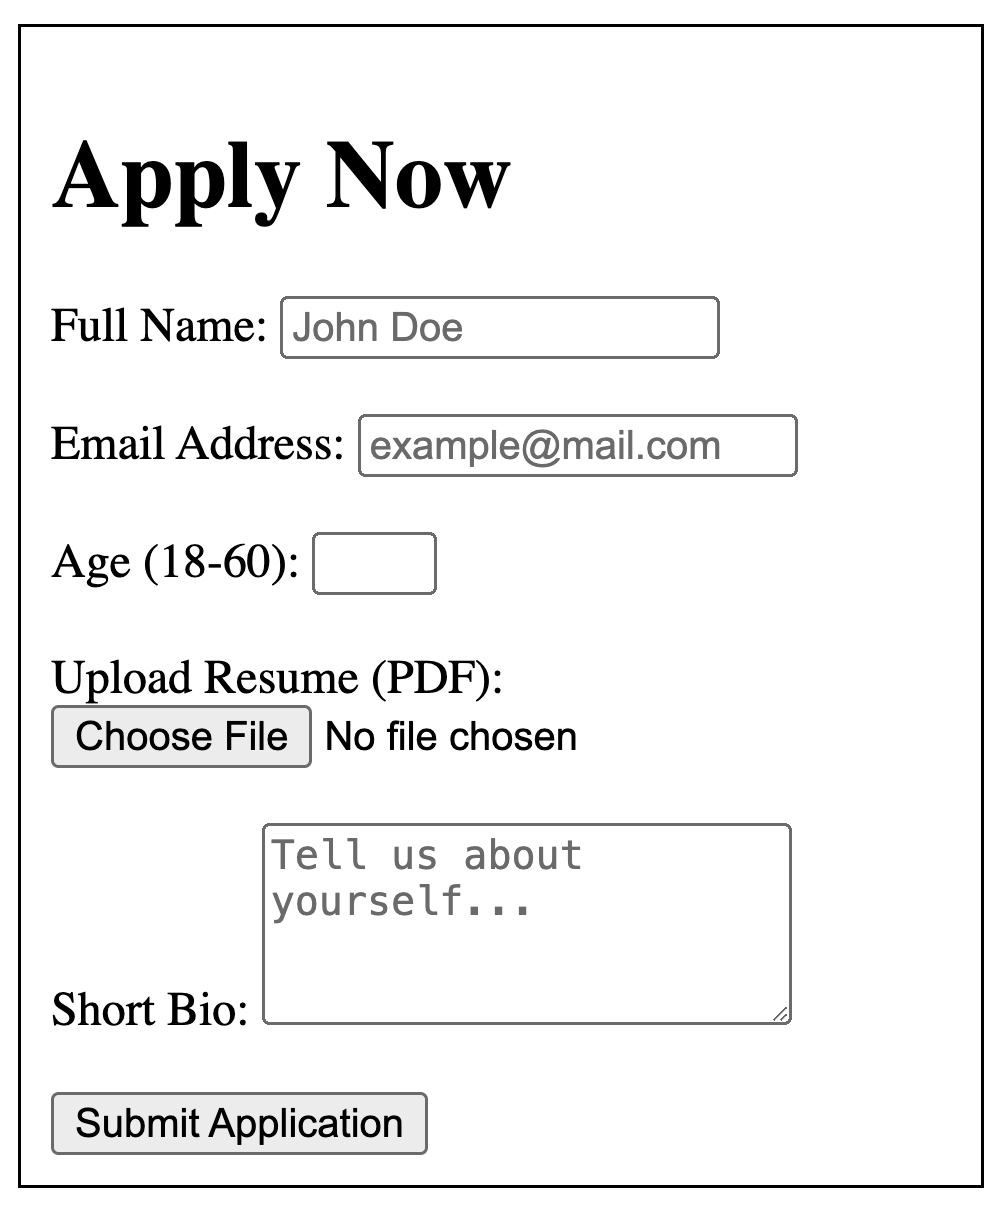 Apply Now
Full Name: John Doe
Email Address: example@mail.com
Age (18-60):
Upload Resume (PDF):
Choose File No file chosen
Tell us about
yourself...
Short Bio:
Submit Application